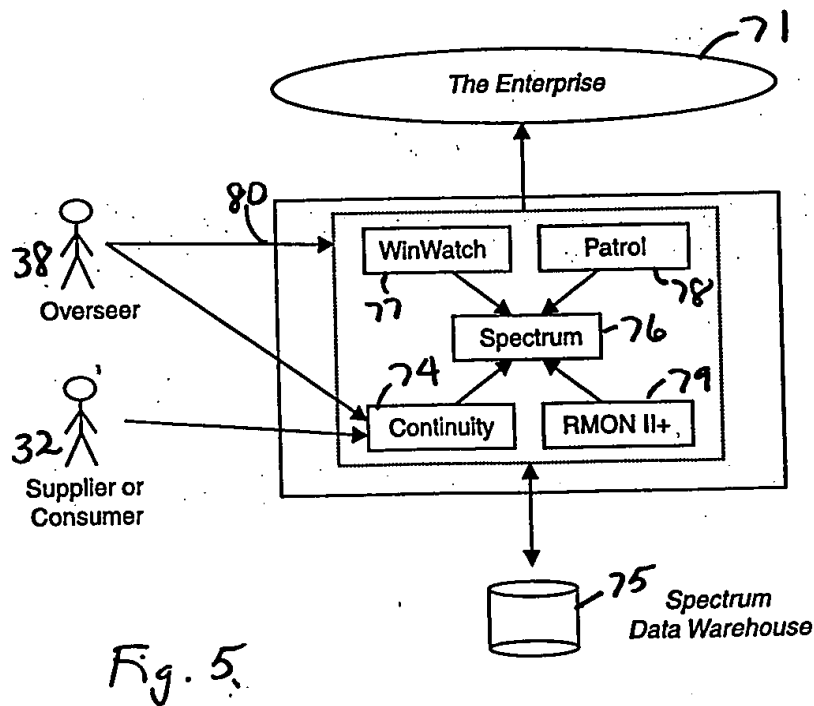 71
The Enterprise
80
38
Overseer
WinWatch
Patrol
77
78
Spectrum
76
74
79
Continuity
RMON II+
32
Supplier or
Consumer
75
Spectrum
Data Warehouse
Fig. 5.